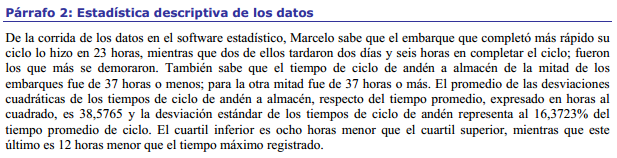 Párrafo 2: Estadística descriptiva de los datos
De la corrida de los datos en el software estadístico, Marcelo sabe que el embarque que completó más rápido su
ciclo lo hizo en 23 horas, mientras que dos de ellos tardaron dos días y seis horas en completar el ciclo; fueron
los que más se demoraron. También sabe que el tiempo de ciclo de andén a almacén de la mitad de los
embarques fue de 37 horas o menos; para la otra mitad fue de 37 horas o más. El promedio de las desviaciones
cuadráticas de los tiempos de ciclo de andén a almacén, respecto del tiempo promedio, expresado en horas al
cuadrado, es 38,5765 y la desviación estándar de los tiempos de ciclo de andén representa al 16,3723% del
tiempo promedio de ciclo. El cuartil inferior es ocho horas menor que el cuartil superior, mientras que este
último es 12 horas menor que el tiempo máximo registrado.